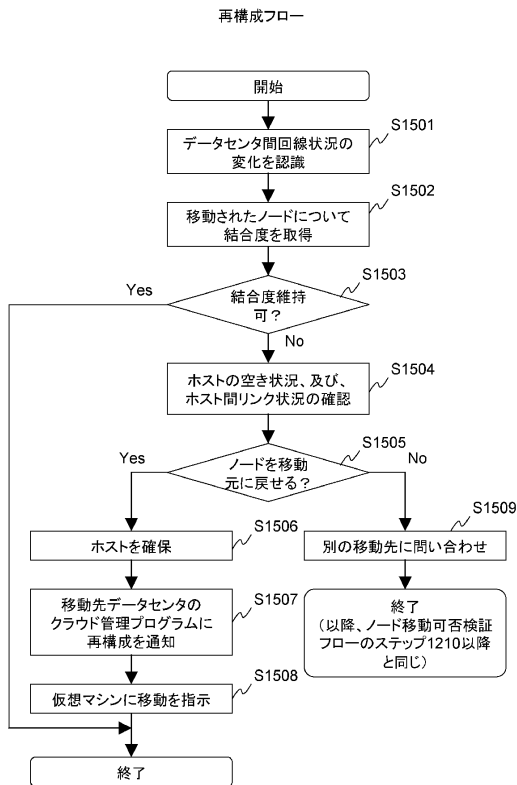 再構成フロー
開始
S1501
データセンタ間回線状況の
変化を認識
S1502
移動されたノードについて
結合度を取得
S1503
結合度維持
可？
Yes
No
S1504
ホストの空き状況、及び、
ホスト間リンク状況の確認
S1505
ノードを移動
元に戻せる？
Yes
No
S1506
ホストを確保
S1509
別の移動先に問い合わせ
S1507
移動先データセンタの
クラウド管理プログラムに
再構成を通知
終了
（以降、ノード移動可否検証
フローのステップ1210以降
と同じ）
S1508
仮想マシンに移動を指示
終了